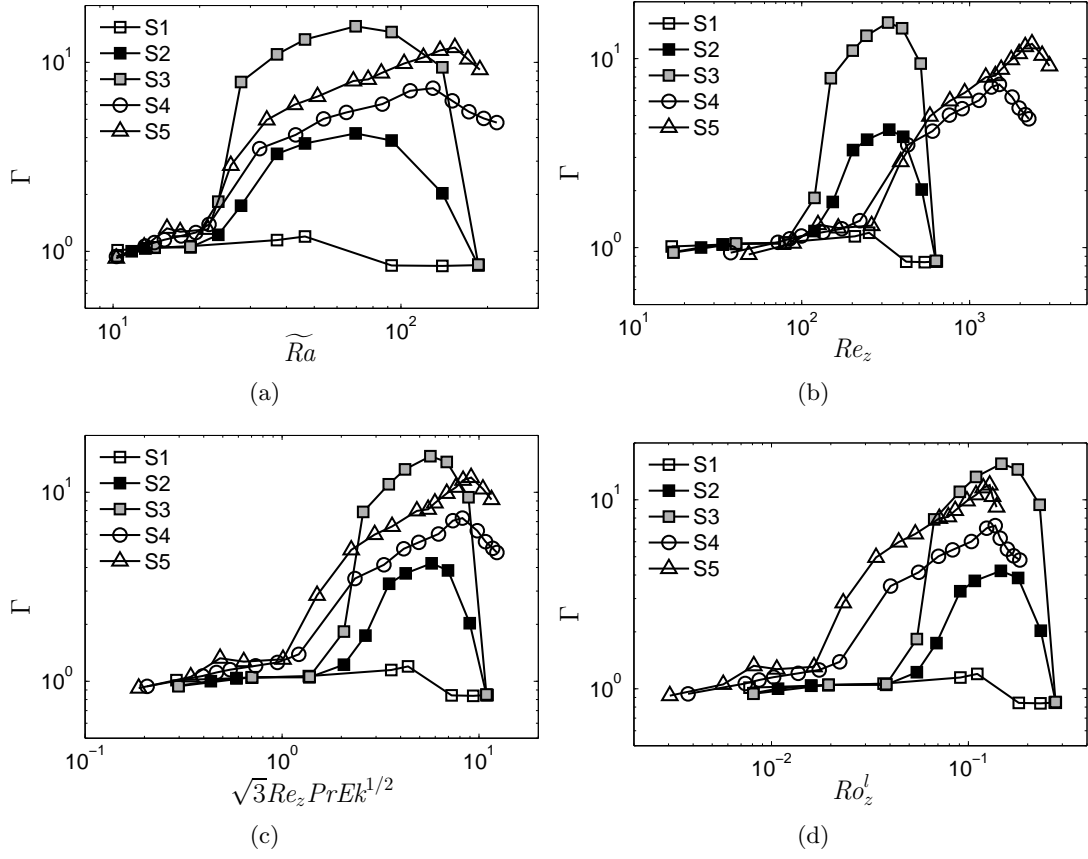 S1
S2
S3
S4
S5
Γ
10^1
10^0
10^1 10^2
\widetilde{Ra}
(a)
S1
S2
S3
S4
S5
Γ
10^1
10^0
10^1 10^2 10^3
Re_z
(b)
S1
S2
S3
S4
S5
Γ
10^1
10^0
10^{-1} 10^0 10^1
\sqrt{3}Re_zPrEk^{1/2}
(c)
S1
S2
S3
S4
S5
Γ
10^1
10^0
10^{-2} 10^{-1}
Ro_z^l
(d)